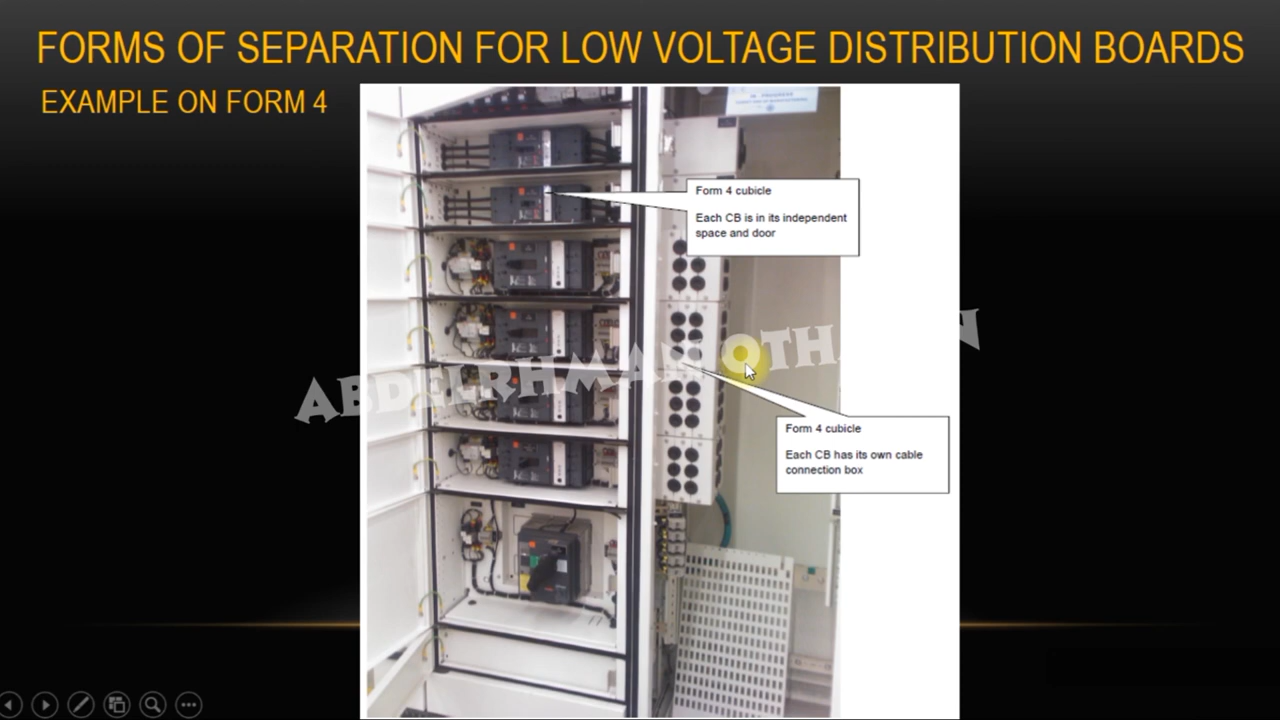 FORMS OF SEPARATION FOR LOW VOLTAGE DISTRIBUTION BOARDS
EXAMPLE ON FORM 4
Form 4 cubicle
Each CB is in its independent
space and door
Form 4 cubicle
Each CB has its own cable
connection box